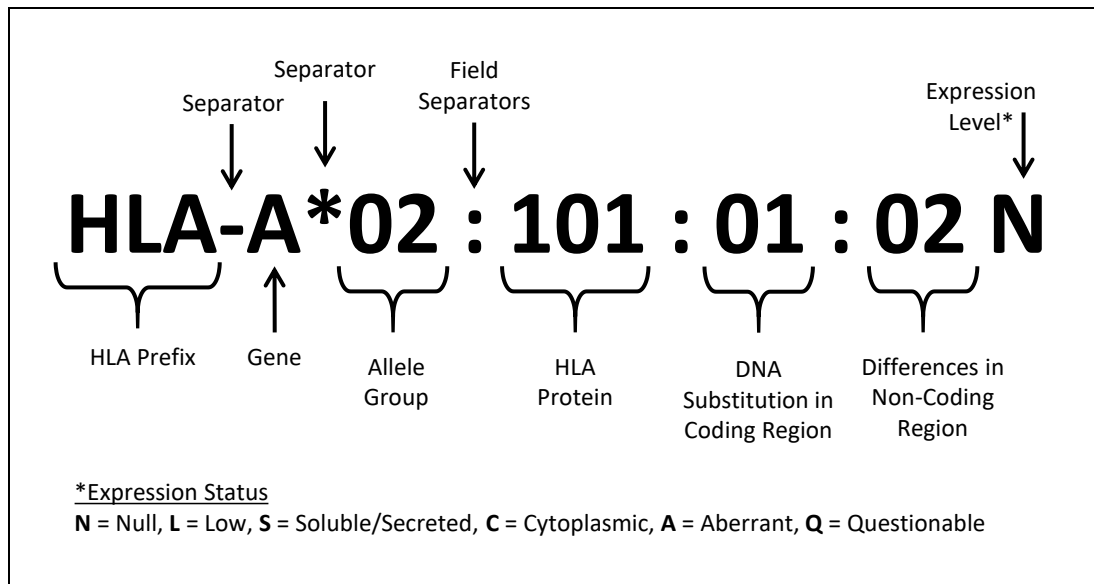 Separator
Separator
Field
Separators
Expression
Level*
HLA-A*02 : 101 : 01 : 02 N
HLA Prefix
Gene
Allele
Group
HLA
Protein
DNA
Substitution in
Coding Region
Differences in
Non-Coding
Region
*Expression Status
N = Null, L = Low, S = Soluble/Secreted, C = Cytoplasmic, A = Aberrant, Q = Questionable